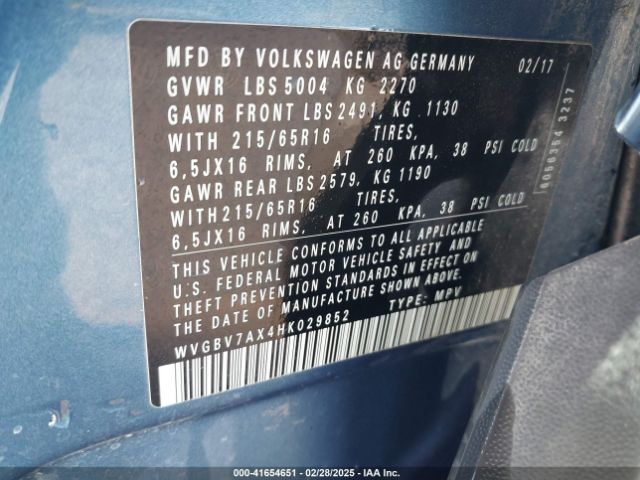 MFD BY VOLKSWAGEN AG GERMANY 02/17
GVWR LBS 5004 KG 2270
GAWR FRONT LBS 2491, KG 1130
WITH 215/65R16 TIRES,
6,5JX16 RIMS, AT 260 KPA, 38 PSI COLD
GAWR REAR LBS 2579, KG 1190
WITH 215/65R16 TIRES,
6,5JX16 RIMS, AT 260 KPA, 38 PSI COLD
THIS VEHICLE CONFORMS TO ALL APPLICABLE
U.S. FEDERAL MOTOR VEHICLE SAFETY AND
THEFT PREVENTION STANDARDS IN EFFECT ON
THE DATE OF MANUFACTURE SHOWN ABOVE.
WVGBV7AX4HK029852 TYPE: MPV
6056354 3237
000-41654651 | 02/28/2025 - IAA Inc.